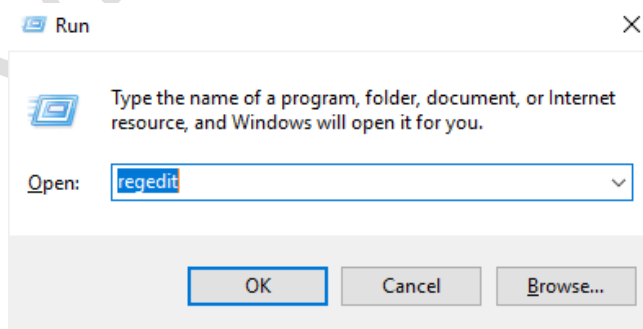 Run
Type the name of a program, folder, document, or Internet
resource, and Windows will open it for you.
Open: regedit
OK Cancel Browse...